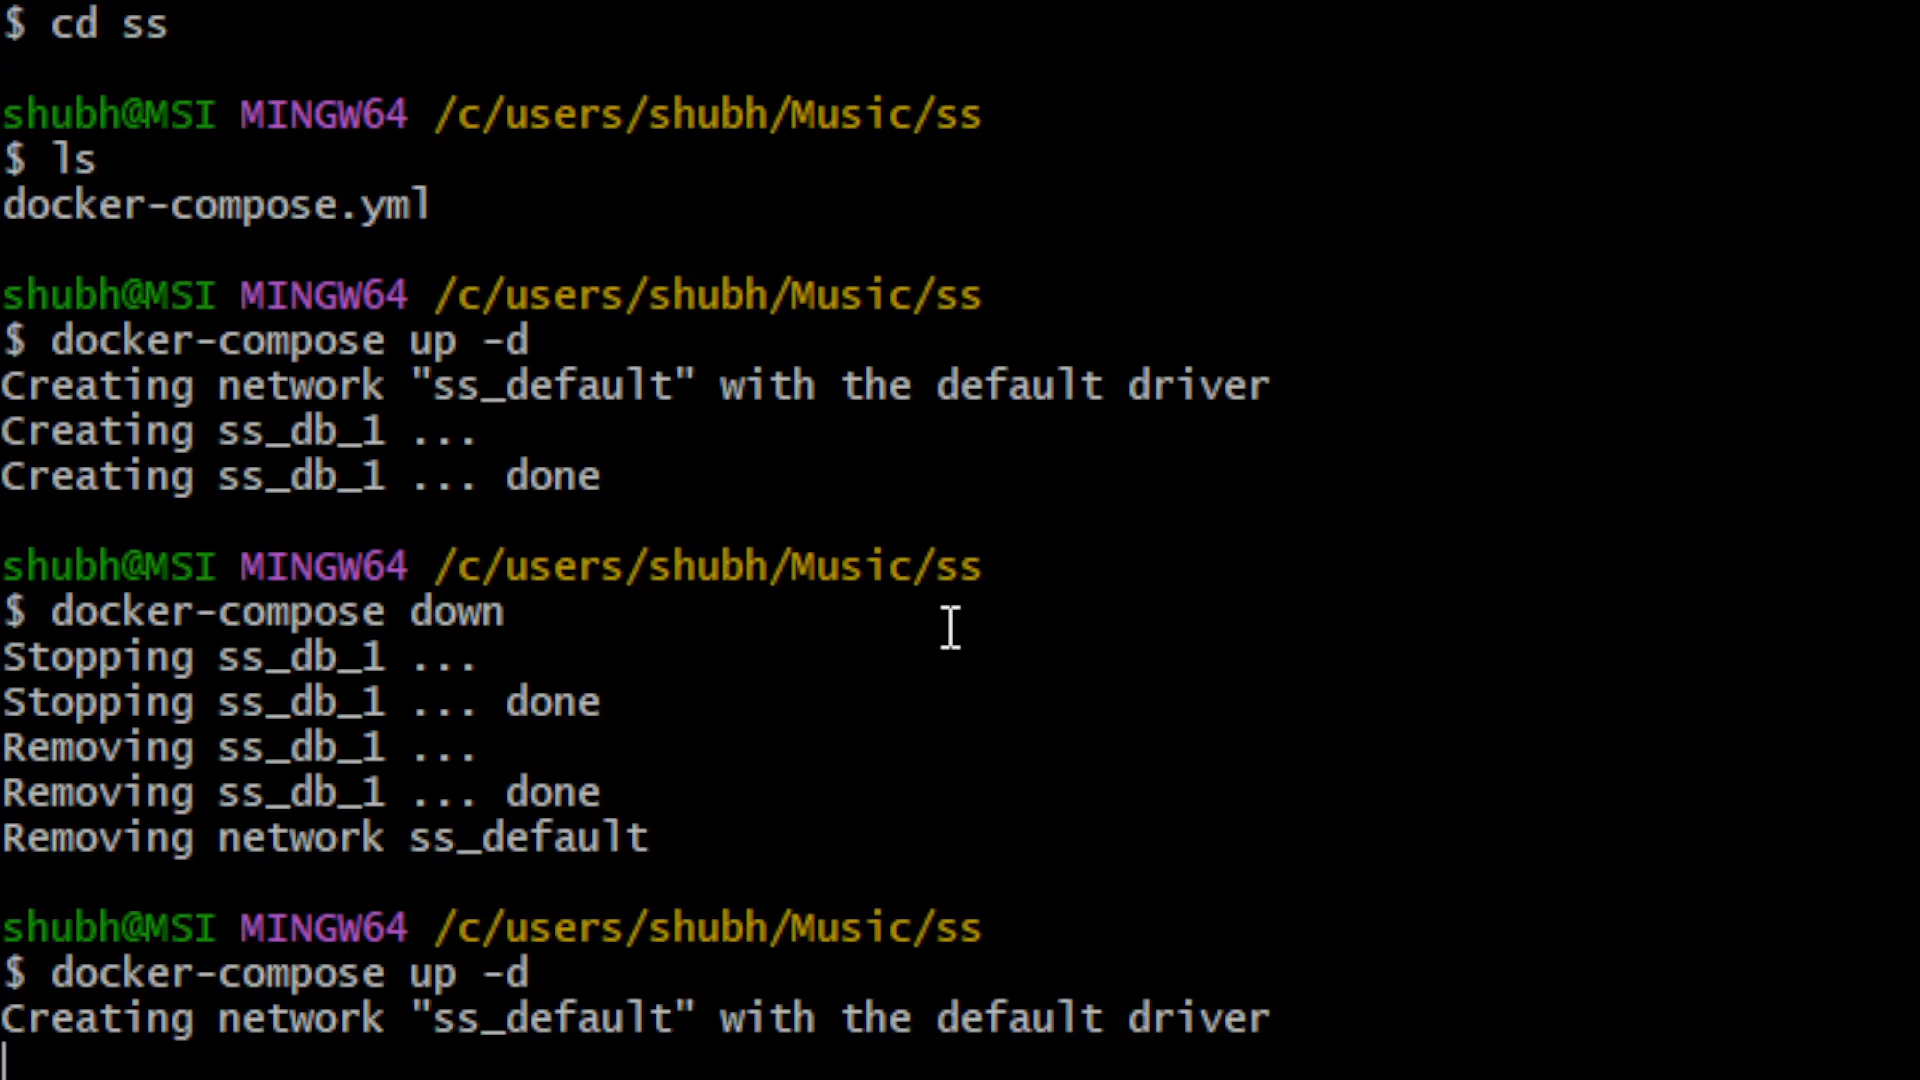 $ cd ss
shubh@MSI MINGW64 /c/users/shubh/Music/ss
$ ls
docker-compose.yml
shubh@MSI MINGW64 /c/users/shubh/Music/ss
$ docker-compose up -d
Creating network "ss_default" with the default driver
Creating ss_db_1 ...
Creating ss_db_1 ... done
shubh@MSI MINGW64 /c/users/shubh/Music/ss
$ docker-compose down
Stopping ss_db_1 ...
Stopping ss_db_1 ... done
Removing ss_db_1 ...
Removing ss_db_1 ... done
Removing network ss_default
shubh@MSI MINGW64 /c/users/shubh/Music/ss
$ docker-compose up -d
Creating network "ss_default" with the default driver